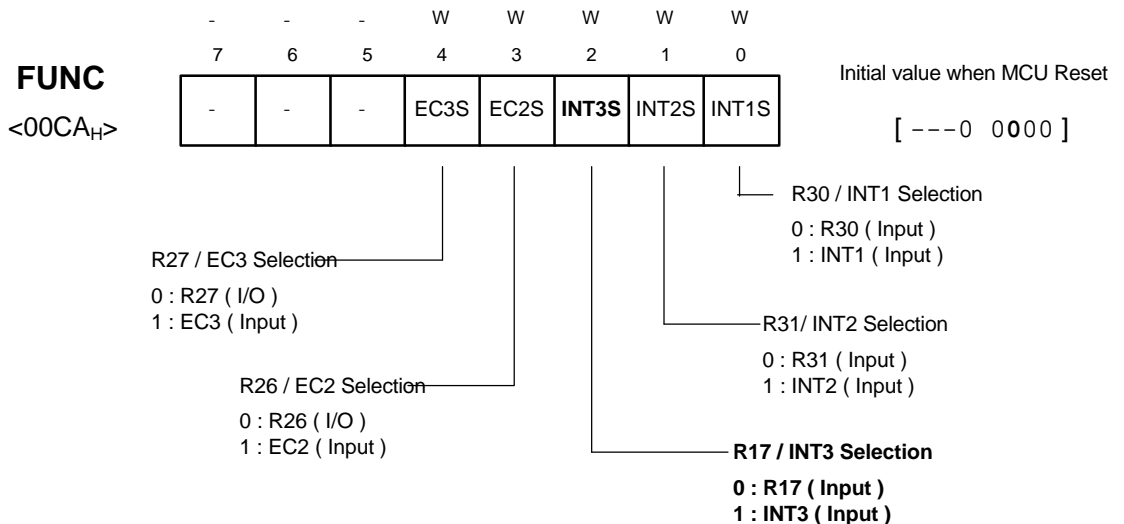 - - - W W W W W
7 6 5 4 3 2 1 0
FUNC
<00CAH>
- - - EC3S EC2S INT3S INT2S INT1S
Initial value when MCU Reset
[ ---0 0000 ]
R30 / INT1 Selection
0 : R30 ( Input )
1 : INT1 ( Input )
R27 / EC3 Selection
0 : R27 ( I/O )
1 : EC3 ( Input )
R31/ INT2 Selection
0 : R31 ( Input )
1 : INT2 ( Input )
R26 / EC2 Selection
0 : R26 ( I/O )
1 : EC2 ( Input )
R17 / INT3 Selection
0 : R17 ( Input )
1 : INT3 ( Input )